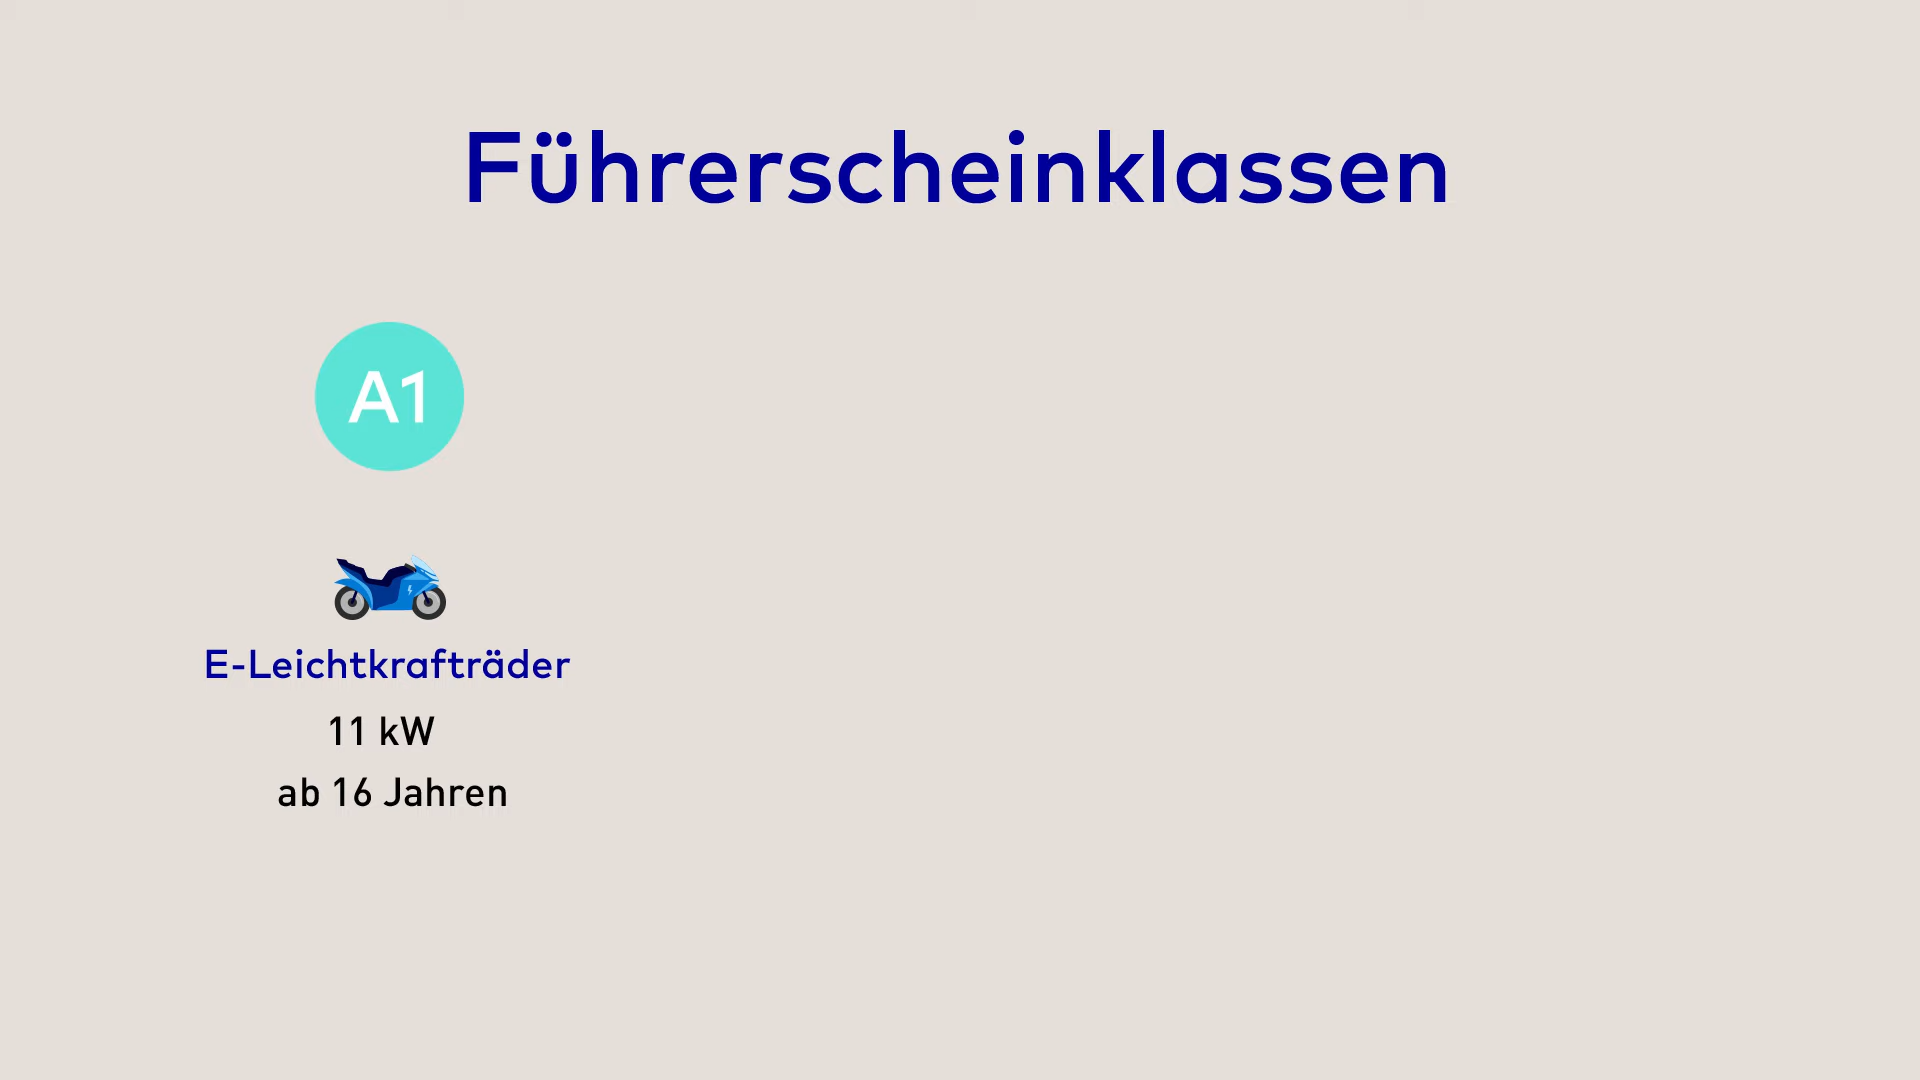 Führerscheinklassen
A1
E-Leichtkrafträder
11 kW
ab 16 Jahren